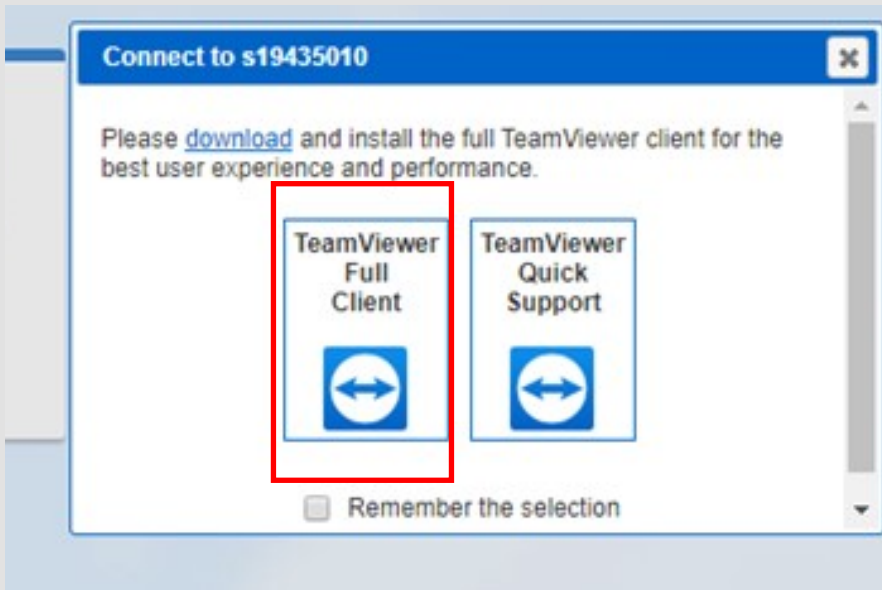 Connect to s19435010
Please download and install the full TeamViewer client for the
best user experience and performance.
TeamViewer
Full
Client
TeamViewer
Quick
Support
Remember the selection